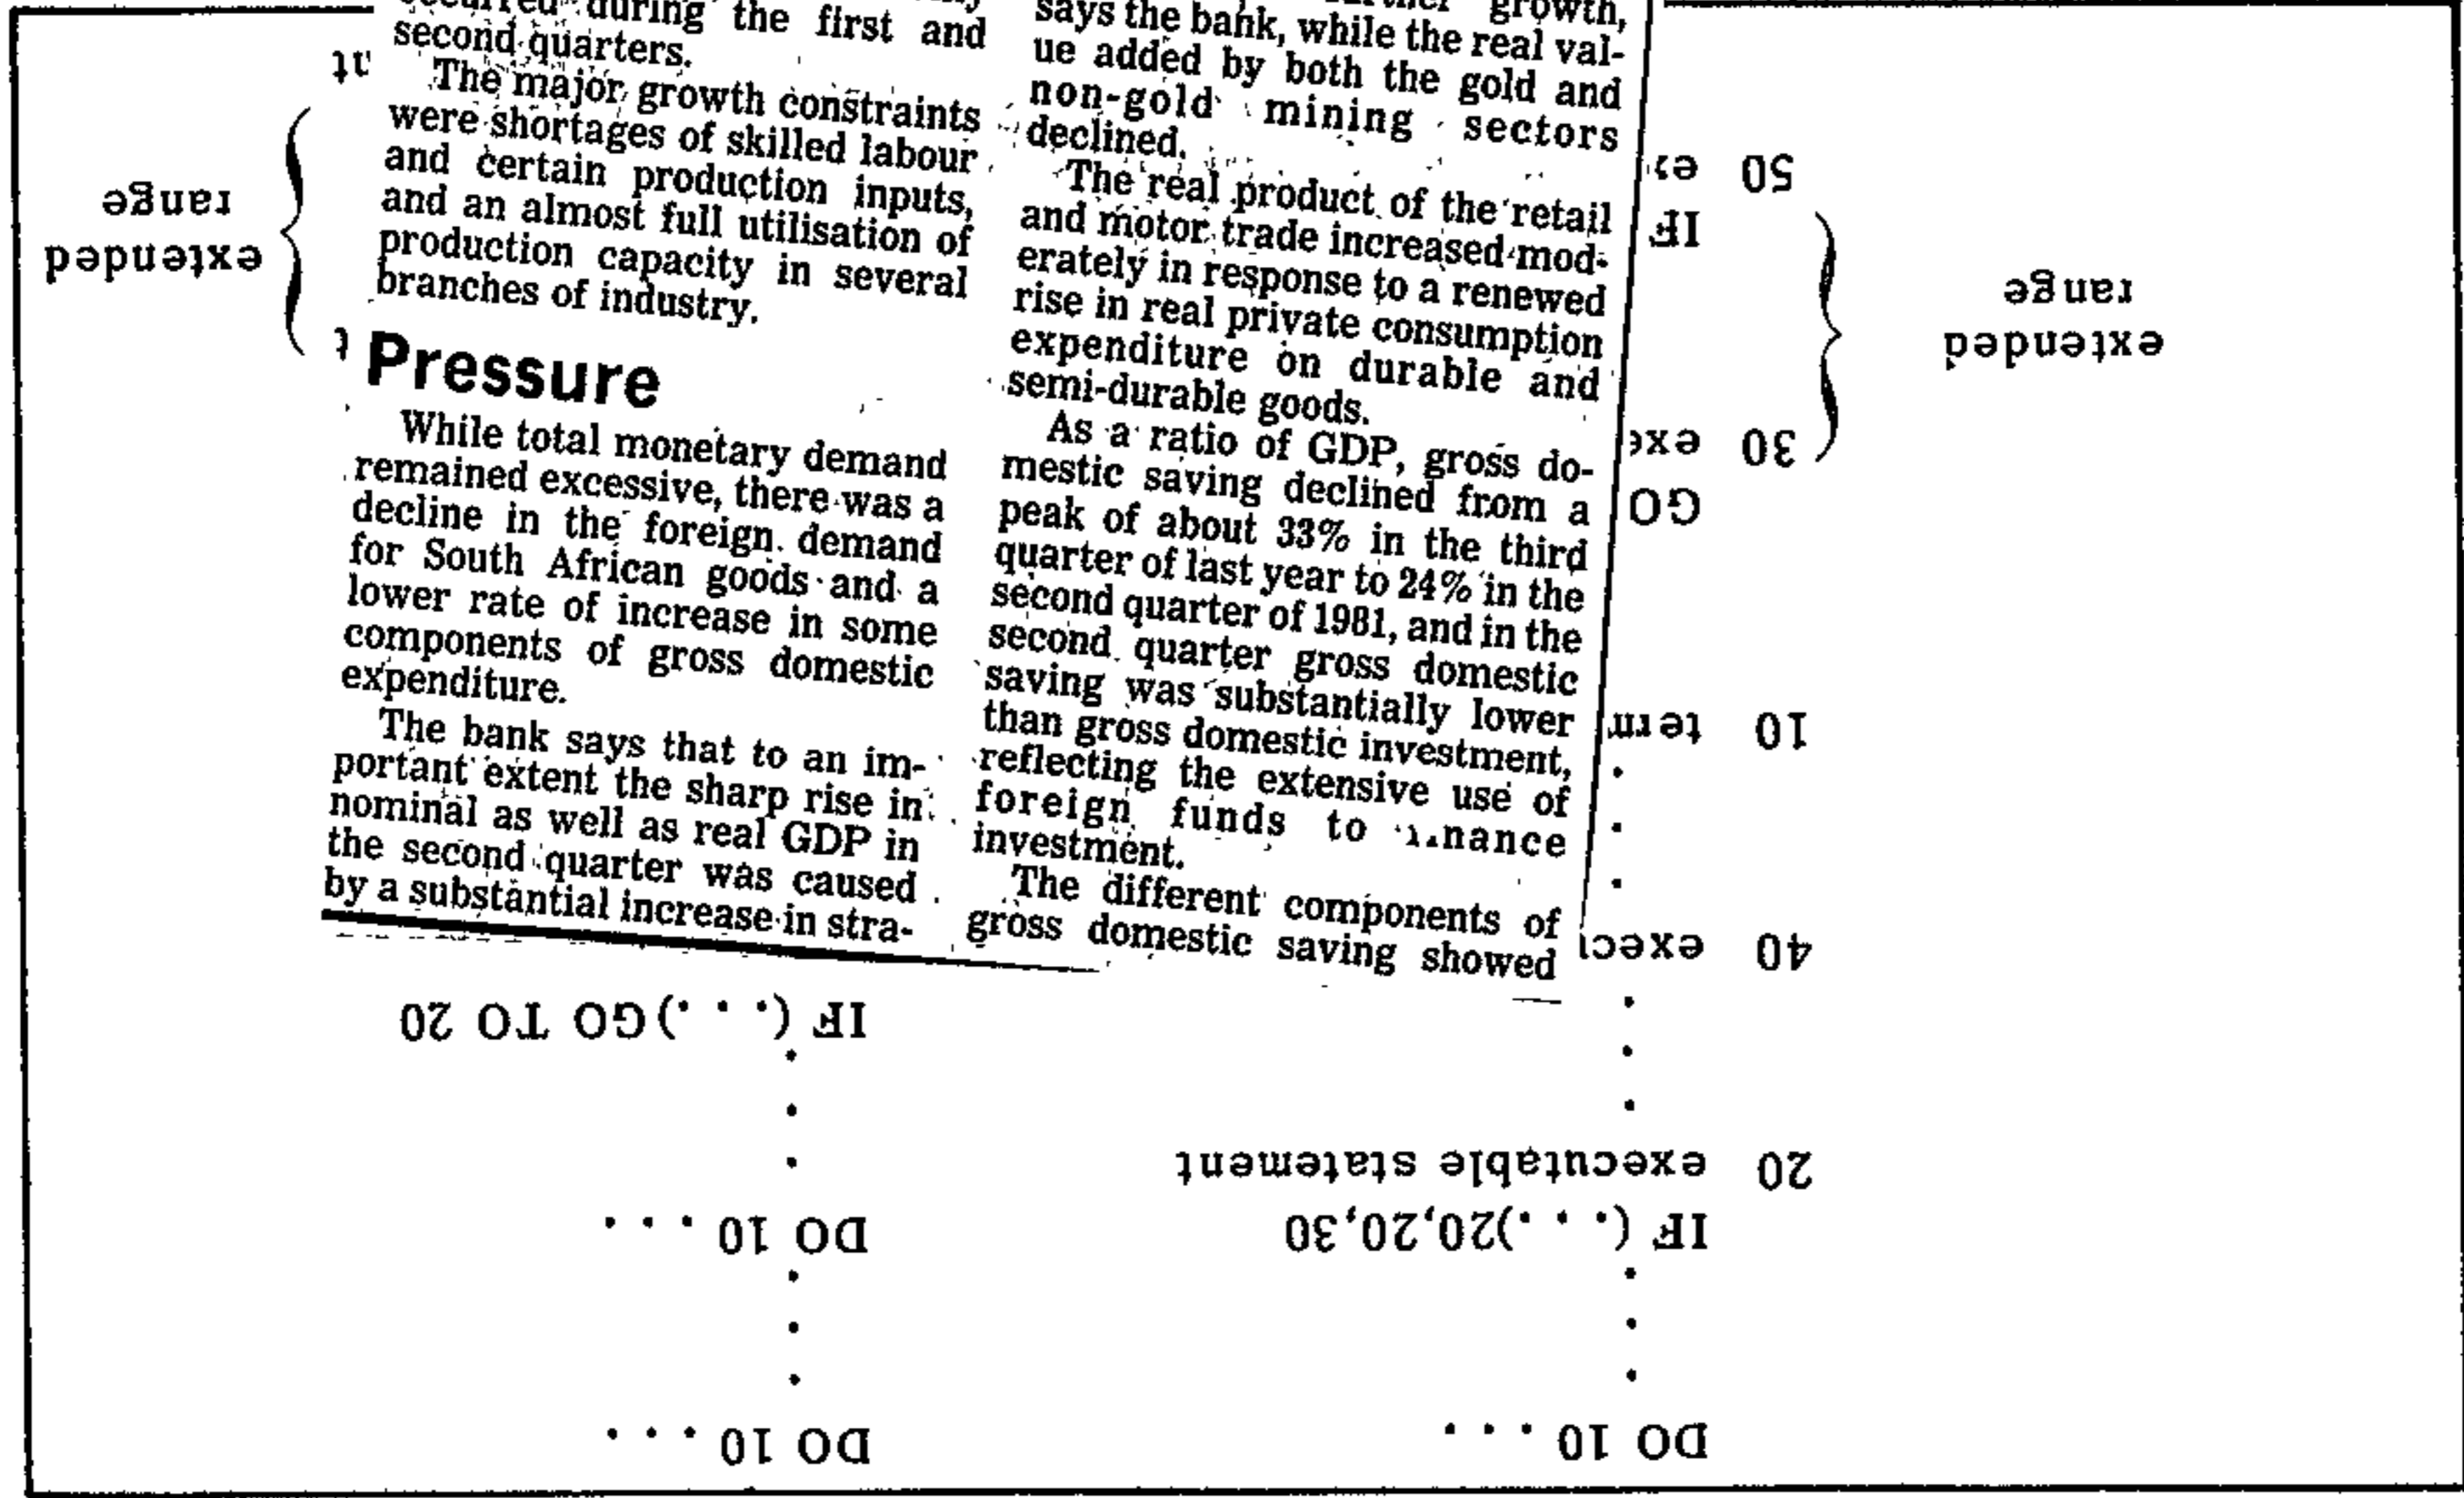 during the first and
second quarters.
The major growth constraints
were shortages of skilled labour
and certain production inputs,
and an almost full utilisation of
production capacity in several
branches of industry.
Pressure
While total monetary demand
remained excessive, there was a
decline in the foreign demand
for South African goods and a
lower rate of increase in some
components of gross domestic
expenditure.
The bank says that to an im-
portant extent the sharp rise in
nominal as well as real GDP in
the second quarter was caused
by a substantial increase in stra-
growth,
says the bank, while the real val-
ue added by both the gold and
non-gold mining sectors
declined.
The real product of the retail
and motor trade increased mod-
erately in response to a renewed
rise in real private consumption
expenditure on durable and
semi-durable goods.
As a ratio of GDP, gross do-
mestic saving declined from a
peak of about 33% in the third
quarter of last year to 24% in the
second quarter of 1981, and in the
second quarter gross domestic
saving was substantially lower
than gross domestic investment,
reflecting the extensive use of
foreign funds to
investment.
The different components of
gross domestic saving showed
DO 10 . . .
IF (. . .)20,20,30
20 executable statement
.
.
.
40
10
GO
30
IF
50
extended
range
DO 10 . . .
DO 10 . . .
IF (. . .)GO TO 20
extended
range